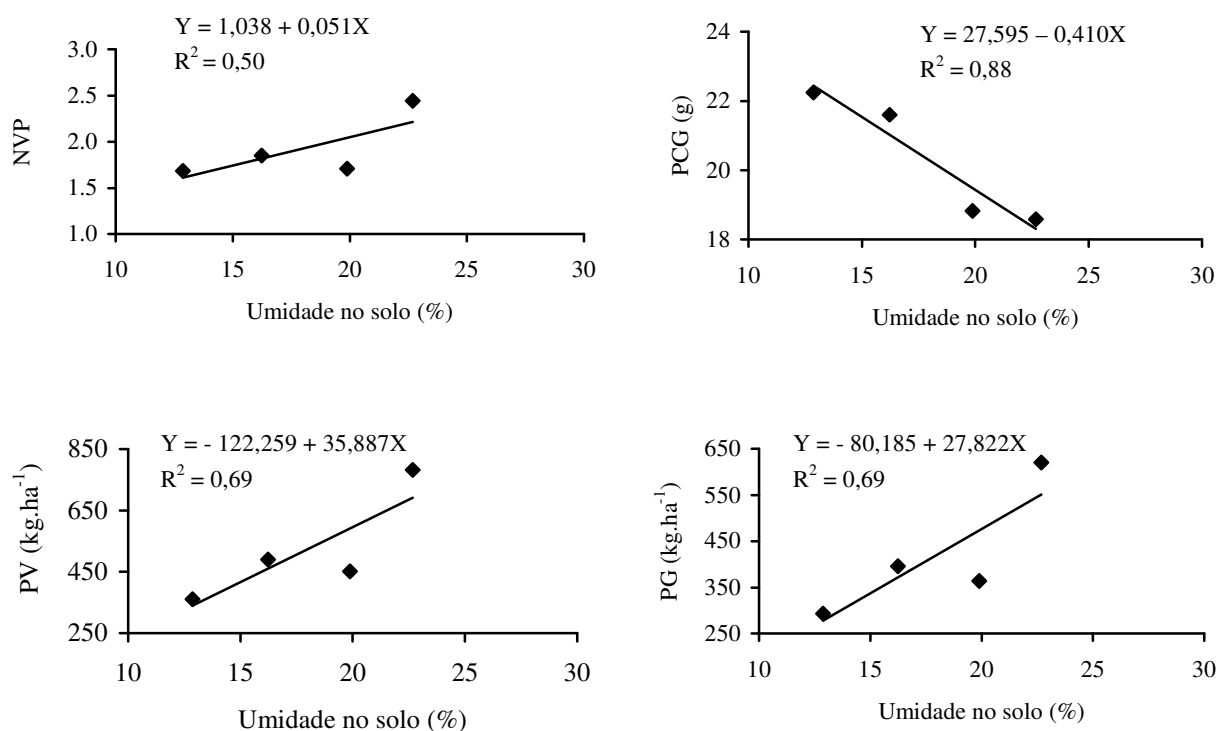 Y = 1,038 + 0,051X
R² = 0,50
3.0
2.5
2.0
1.5
1.0
NVP
10 15 20 25 30
Umidade no solo (%)
Y = 27,595 – 0,410X
R² = 0,88
24
22
20
18
PCG (g)
10 15 20 25 30
Umidade no solo (%)
Y = - 122,259 + 35,887X
R² = 0,69
850
650
450
250
PV (kg.ha⁻¹)
10 15 20 25 30
Umidade no solo (%)
Y = - 80,185 + 27,822X
R² = 0,69
650
550
450
350
250
PG (kg.ha⁻¹)
10 15 20 25 30
Umidade no solo (%)